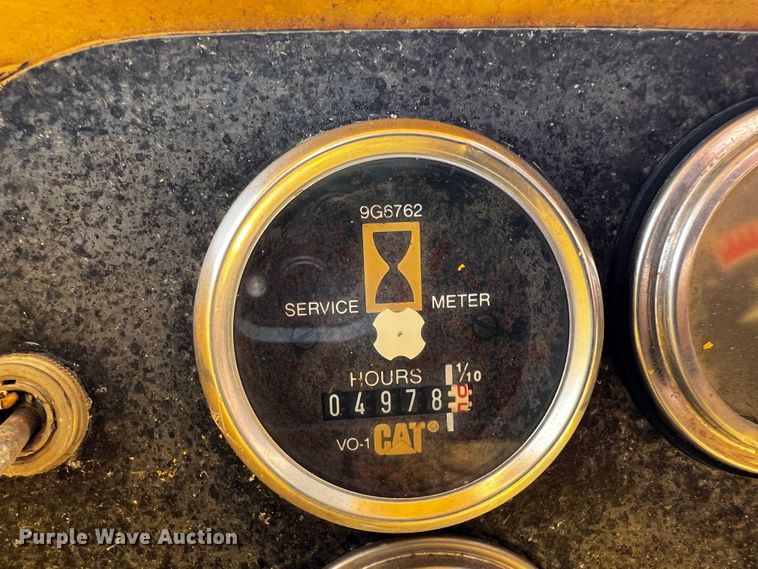 9G6762
SERVICE METER
HOURS 1/10
04978
VO-1 CAT
Purple Wave Auction